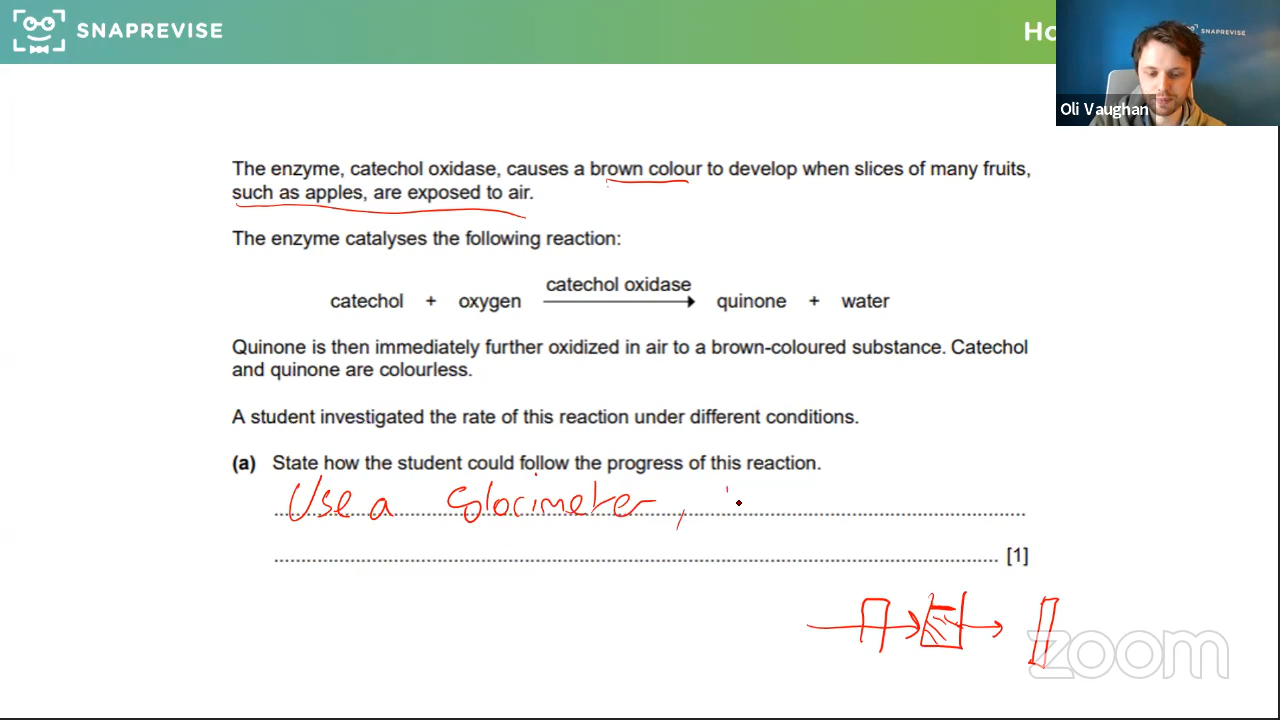 SNAPREVISE
Ho
SNAPREVISE
Oli Vaughan
The enzyme, catechol oxidase, causes a brown colour to develop when slices of many fruits,
such as apples, are exposed to air.
The enzyme catalyses the following reaction:
catechol oxidase
catechol + oxygen → quinone + water
Quinone is then immediately further oxidized in air to a brown-coloured substance. Catechol
and quinone are colourless.
A student investigated the rate of this reaction under different conditions.
(a) State how the student could follow the progress of this reaction.
Use a colorimeter,
[1]
zoom